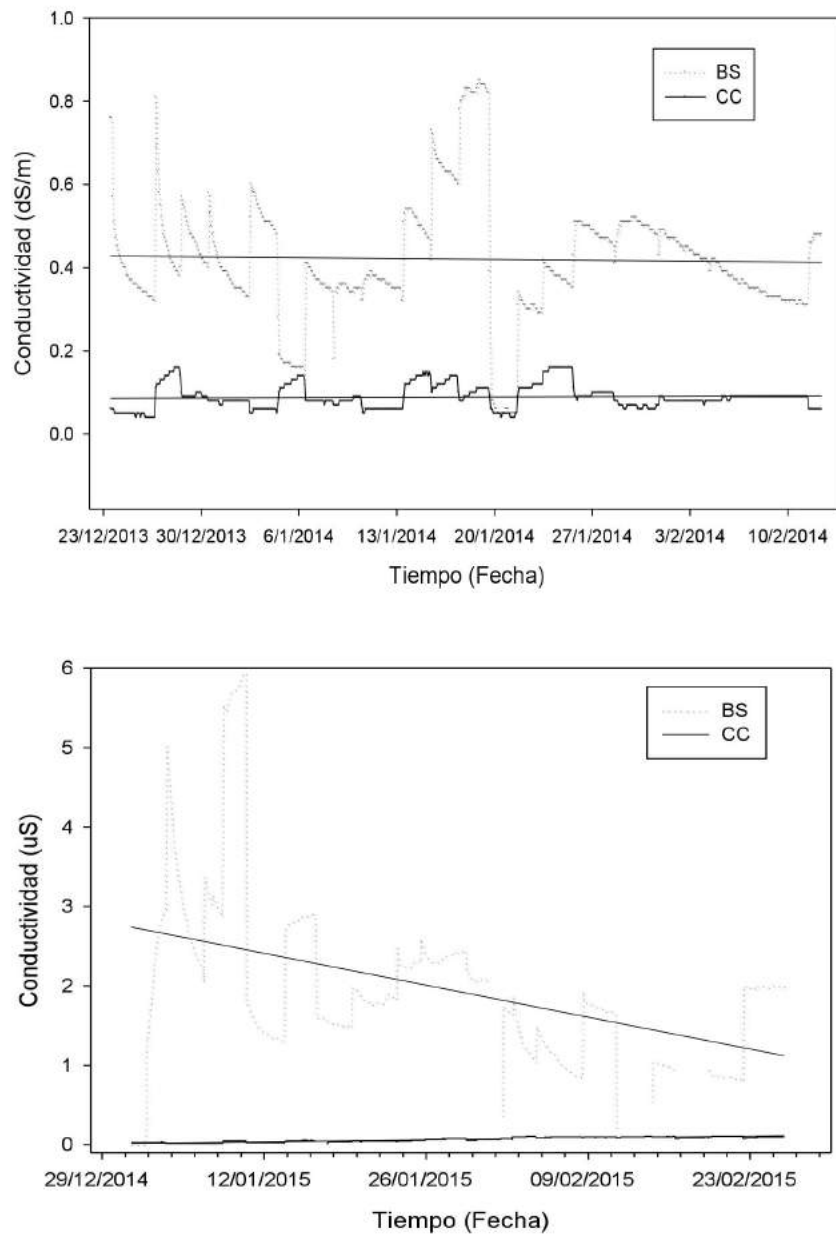 1.0
0.8
0.6
0.4
0.2
0.0
Conductividad (dS/m)
BS
CC
23/12/2013 30/12/2013 6/1/2014 13/1/2014 20/1/2014 27/1/2014 3/2/2014 10/2/2014
Tiempo (Fecha)
6
5
4
3
2
1
0
Conductividad (uS)
BS
CC
29/12/2014 12/01/2015 26/01/2015 09/02/2015 23/02/2015
Tiempo (Fecha)